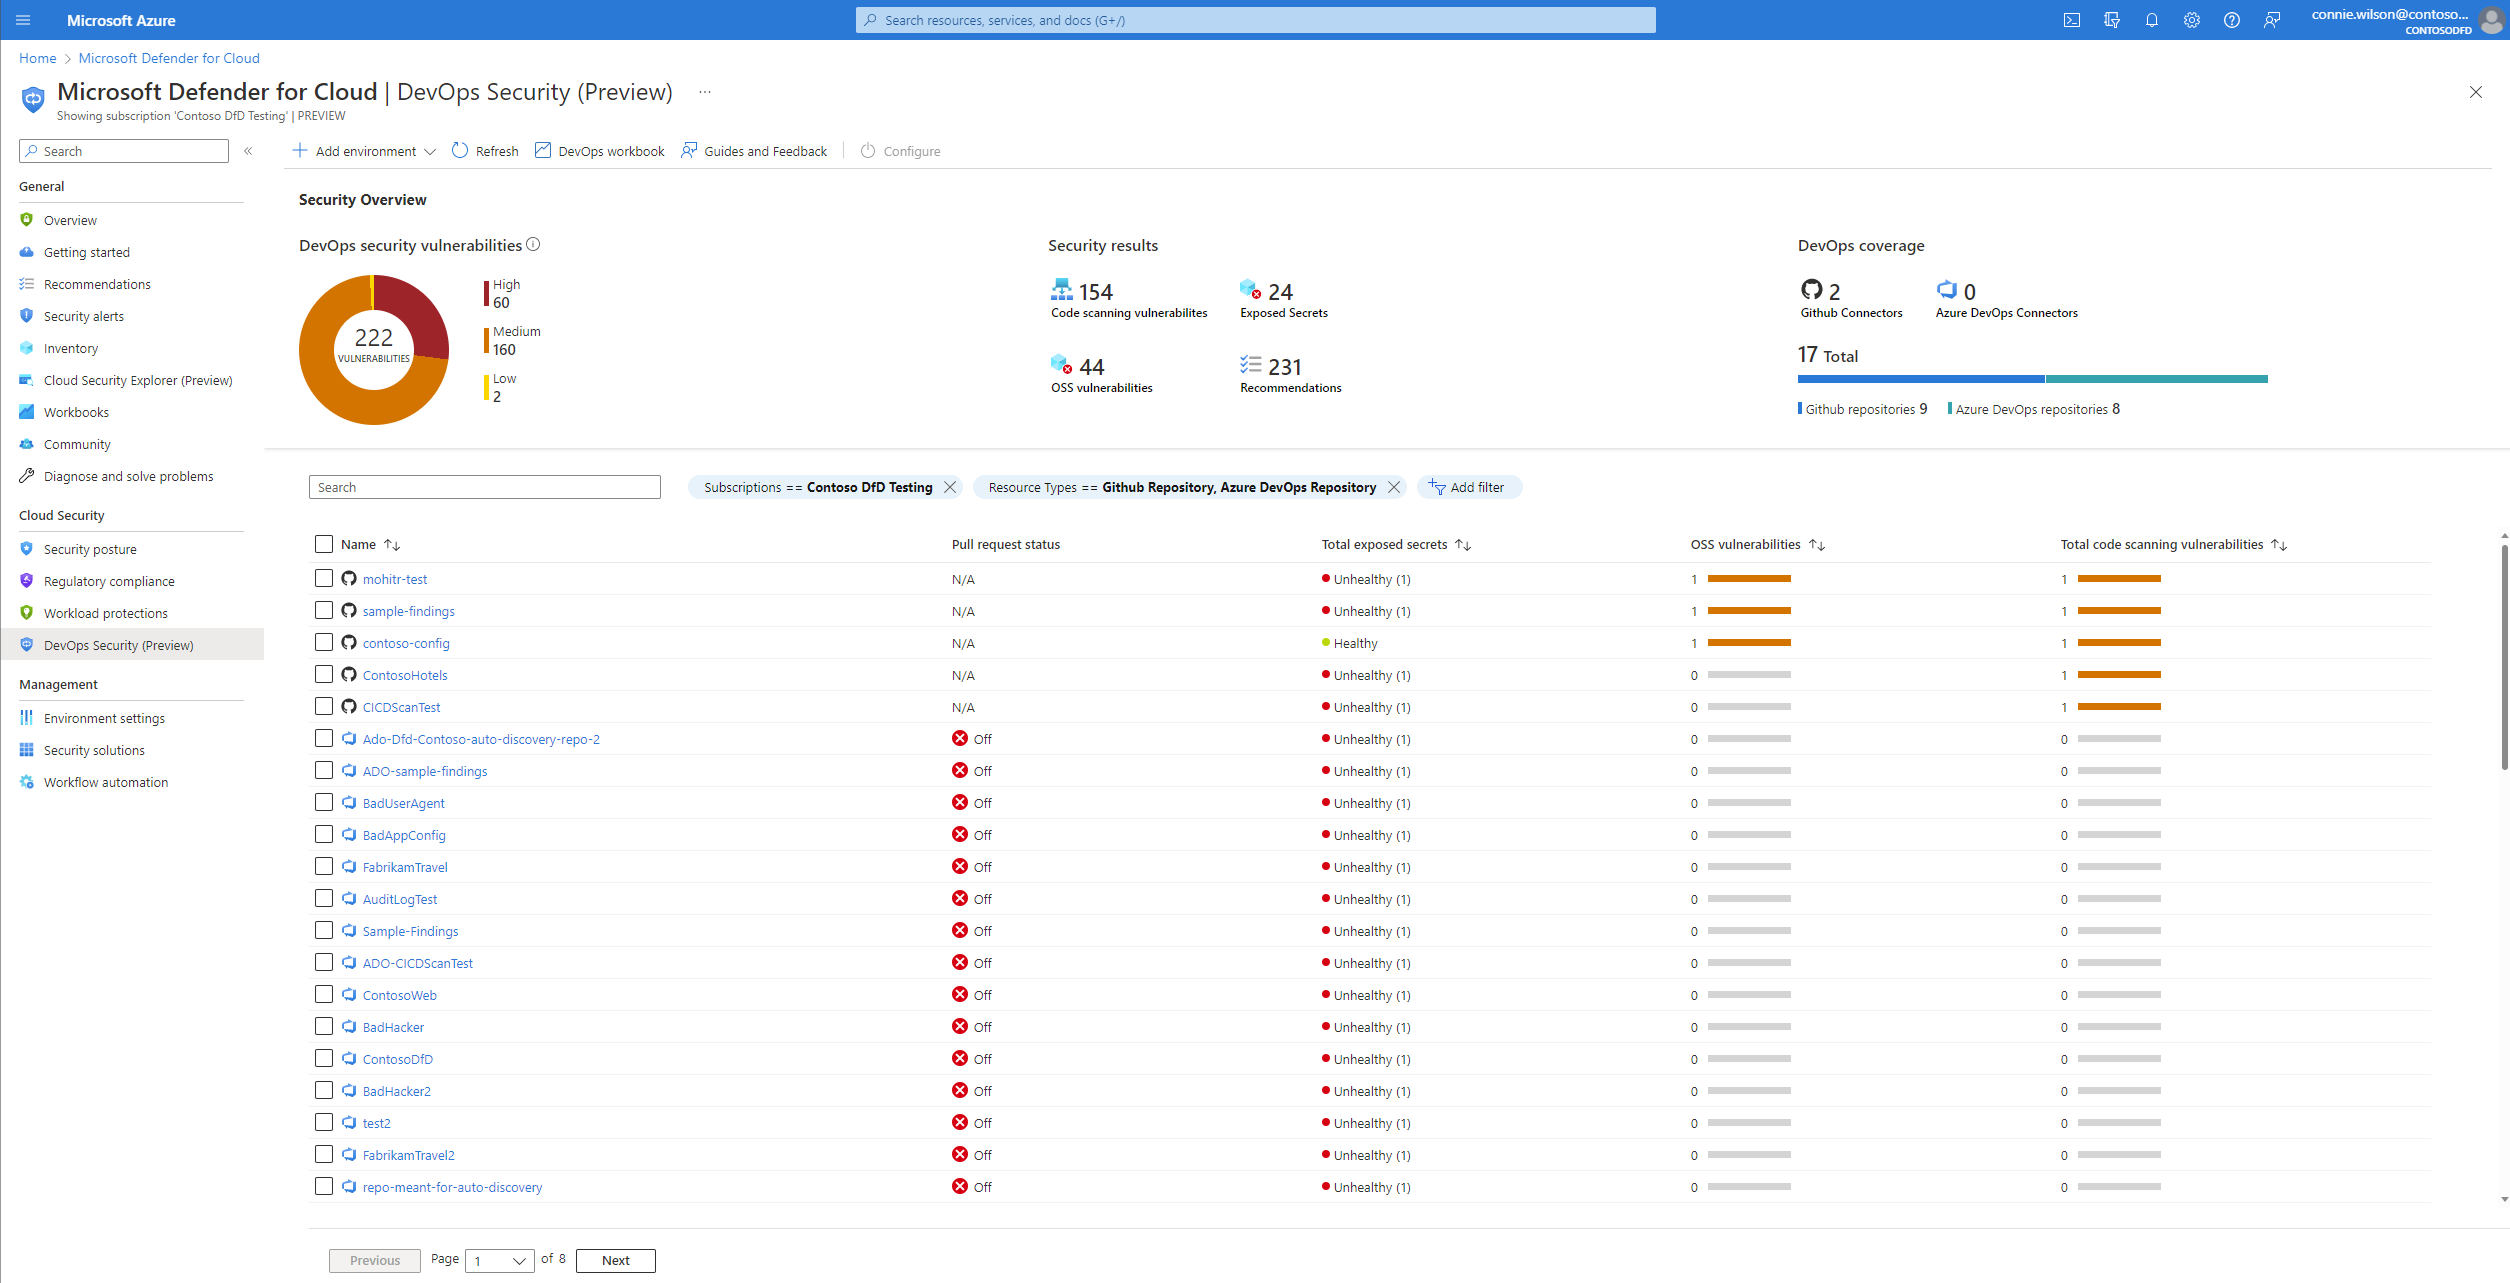 Microsoft Azure
Search resources, services, and docs (G+/)
connie.wilson@contoso...
CONTOSODFD
Home > Microsoft Defender for Cloud
Microsoft Defender for Cloud | DevOps Security (Preview) ...
Showing subscription 'Contoso DfD Testing' | PREVIEW
Search
«
Add environment
Refresh
DevOps workbook
Guides and Feedback
Configure
General
Overview
Getting started
Recommendations
Security alerts
Inventory
Cloud Security Explorer (Preview)
Workbooks
Community
Diagnose and solve problems
Cloud Security
Security posture
Regulatory compliance
Workload protections
DevOps Security (Preview)
Management
Environment settings
Security solutions
Workflow automation
Security Overview
DevOps security vulnerabilities
222
VULNERABILITIES
High
60
Medium
160
Low
2
Security results
154
Code scanning vulnerabilites
24
Exposed Secrets
44
OSS vulnerabilities
231
Recommendations
DevOps coverage
2
Github Connectors
0
Azure DevOps Connectors
17 Total
Github repositories 9
Azure DevOps repositories 8
Search
Subscriptions == Contoso DfD Testing
Resource Types == Github Repository, Azure DevOps Repository
Add filter
Name Pull request status Total exposed secrets OSS vulnerabilities Total code scanning vulnerabilities
mohitr-test N/A Unhealthy (1) 1 1
sample-findings N/A Unhealthy (1) 1 1
contoso-config N/A Healthy 1 1
ContosoHotels N/A Unhealthy (1) 0 1
CICDScanTest N/A Unhealthy (1) 0 1
Ado-Dfd-Contoso-auto-discovery-repo-2 Off Unhealthy (1) 0 0
ADO-sample-findings Off Unhealthy (1) 0 0
BadUserAgent Off Unhealthy (1) 0 0
BadAppConfig Off Unhealthy (1) 0 0
FabrikamTravel Off Unhealthy (1) 0 0
AuditLogTest Off Unhealthy (1) 0 0
Sample-Findings Off Unhealthy (1) 0 0
ADO-CICDScanTest Off Unhealthy (1) 0 0
ContosoWeb Off Unhealthy (1) 0 0
BadHacker Off Unhealthy (1) 0 0
ContosoDfD Off Unhealthy (1) 0 0
BadHacker2 Off Unhealthy (1) 0 0
test2 Off Unhealthy (1) 0 0
FabrikamTravel2 Off Unhealthy (1) 0 0
repo-meant-for-auto-discovery Off Unhealthy (1) 0 0
Previous Page 1 of 8 Next